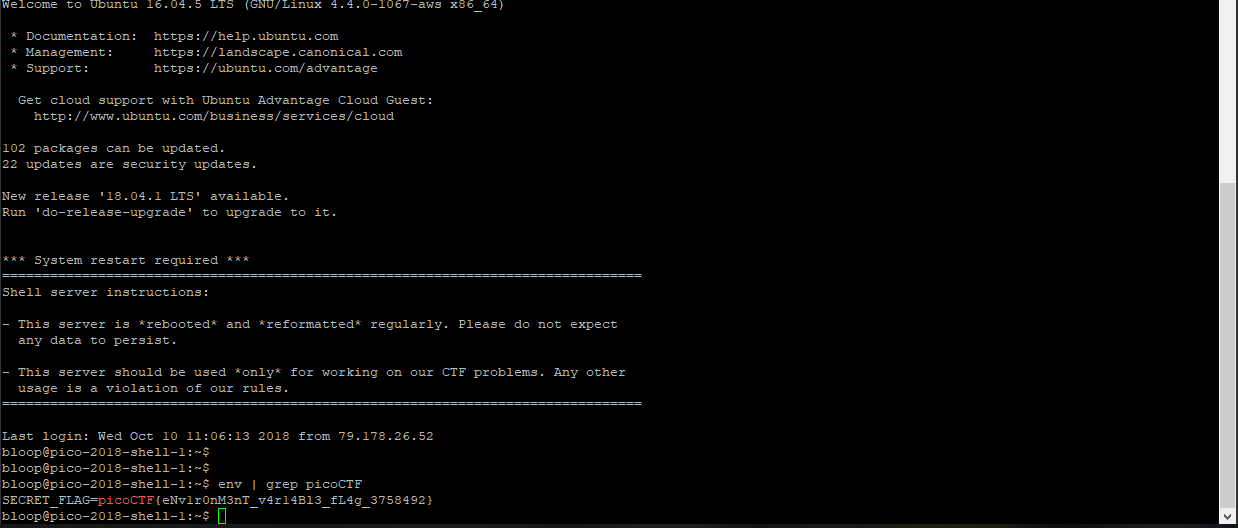 Welcome to Ubuntu 16.04.5 LTS (GNU/Linux 4.4.0-1067-aws x86_64)
* Documentation:  https://help.ubuntu.com
* Management:     https://landscape.canonical.com
* Support:        https://ubuntu.com/advantage
Get cloud support with Ubuntu Advantage Cloud Guest:
http://www.ubuntu.com/business/services/cloud
102 packages can be updated.
22 updates are security updates.
New release '18.04.1 LTS' available.
Run 'do-release-upgrade' to upgrade to it.
*** System restart required ***
================================================================================
Shell server instructions:
- This server is *rebooted* and *reformatted* regularly. Please do not expect
any data to persist.
- This server should be used *only* for working on our CTF problems. Any other
usage is a violation of our rules.
================================================================================
Last login: Wed Oct 10 11:06:13 2018 from 79.178.26.52
bloop@pico-2018-shell-1:~$
bloop@pico-2018-shell-1:~$
bloop@pico-2018-shell-1:~$ env | grep picoCTF
SECRET_FLAG=picoCTF{eNv1r0nM3nT_v4r14Bl3_fL4g_3758492}
bloop@pico-2018-shell-1:~$